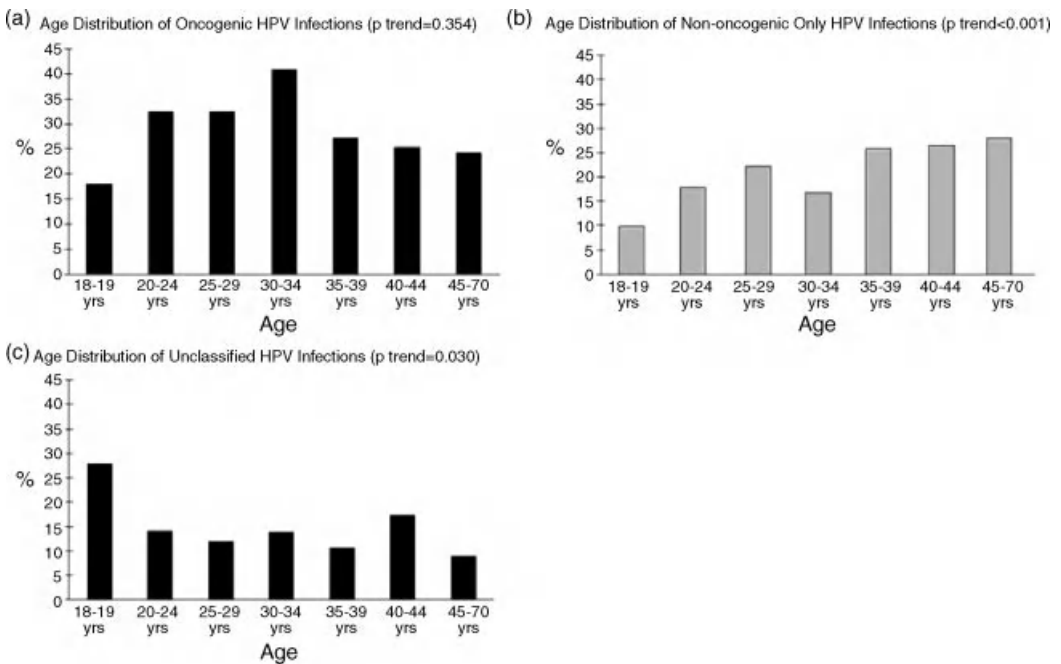 (a) Age Distribution of Oncogenic HPV Infections (p trend=0.354)
45
40
35
30
25
20
15
10
5
0
%
18-19 yrs
20-24 yrs
25-29 yrs
30-34 yrs
35-39 yrs
40-44 yrs
45-70 yrs
Age
(b) Age Distribution of Non-oncogenic Only HPV Infections (p trend<0.001)
45
40
35
30
25
20
15
10
5
0
%
18-19 yrs
20-24 yrs
25-29 yrs
30-34 yrs
35-39 yrs
40-44 yrs
45-70 yrs
Age
(c) Age Distribution of Unclassified HPV Infections (p trend=0.030)
45
40
35
30
25
20
15
10
5
0
%
18-19 yrs
20-24 yrs
25-29 yrs
30-34 yrs
35-39 yrs
40-44 yrs
45-70 yrs
Age